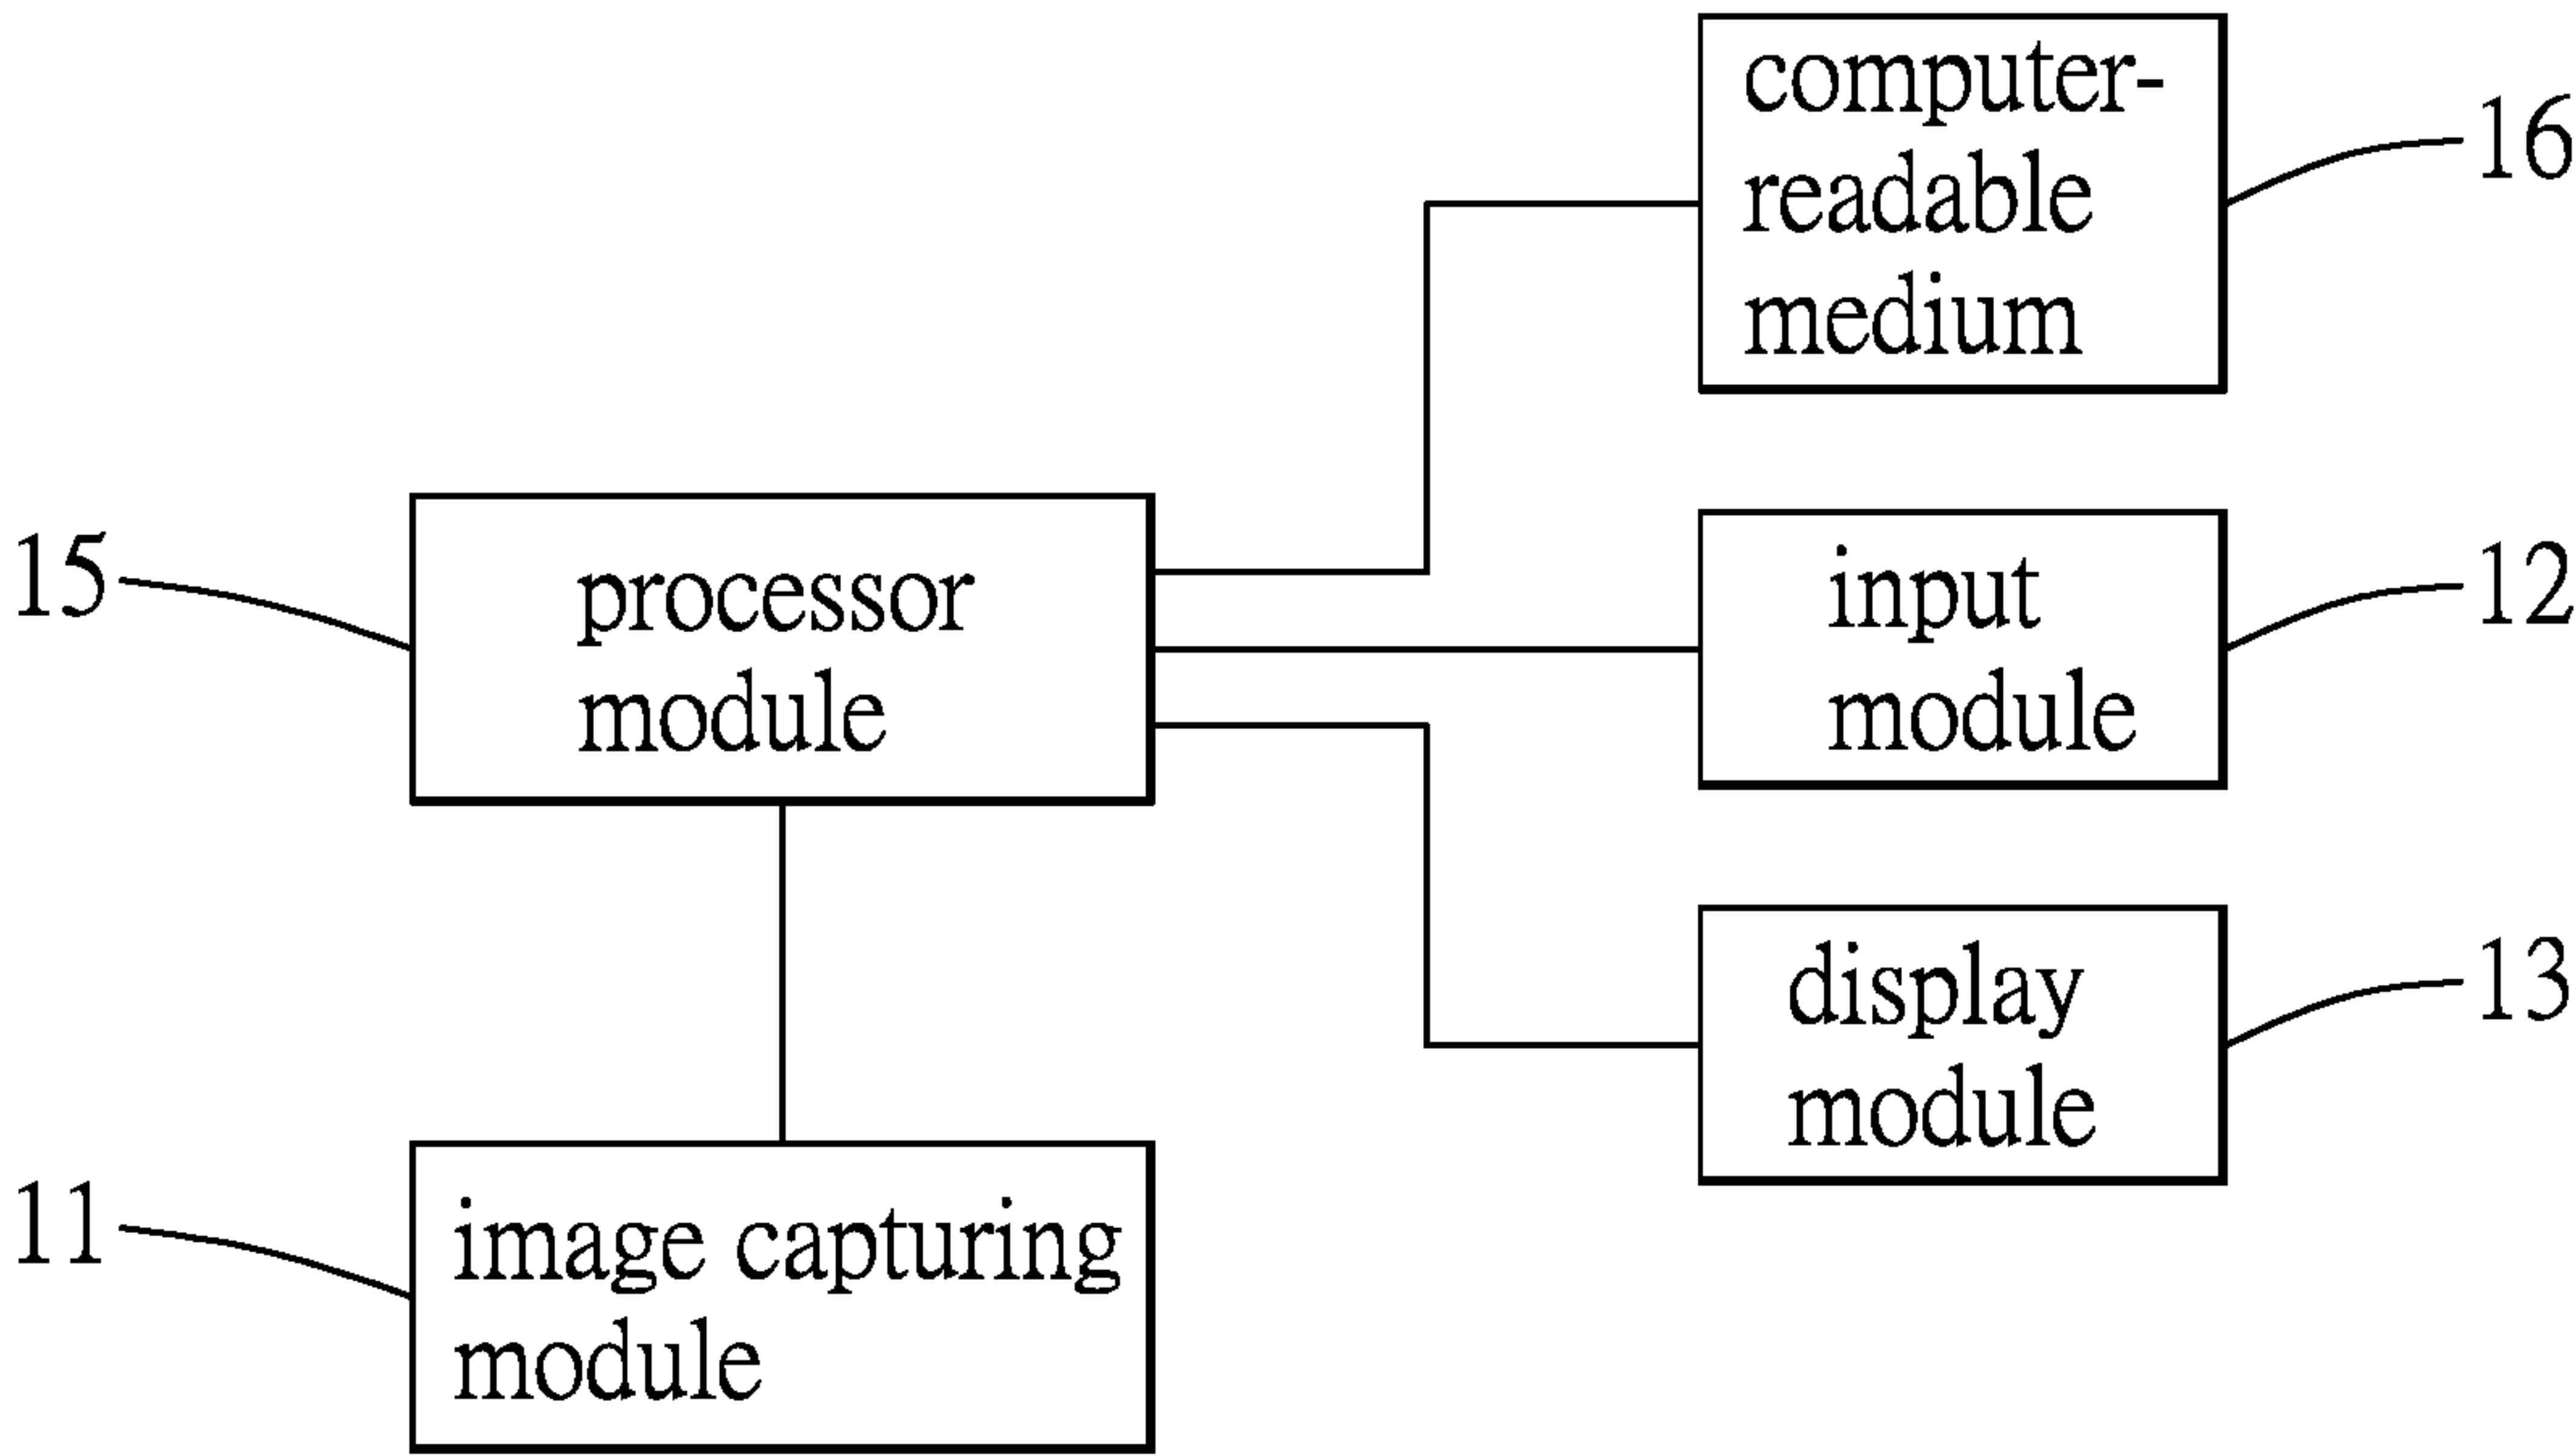 computer-
readable
medium
16
15
processor
module
input
module
12
display
module
13
11
image capturing
module